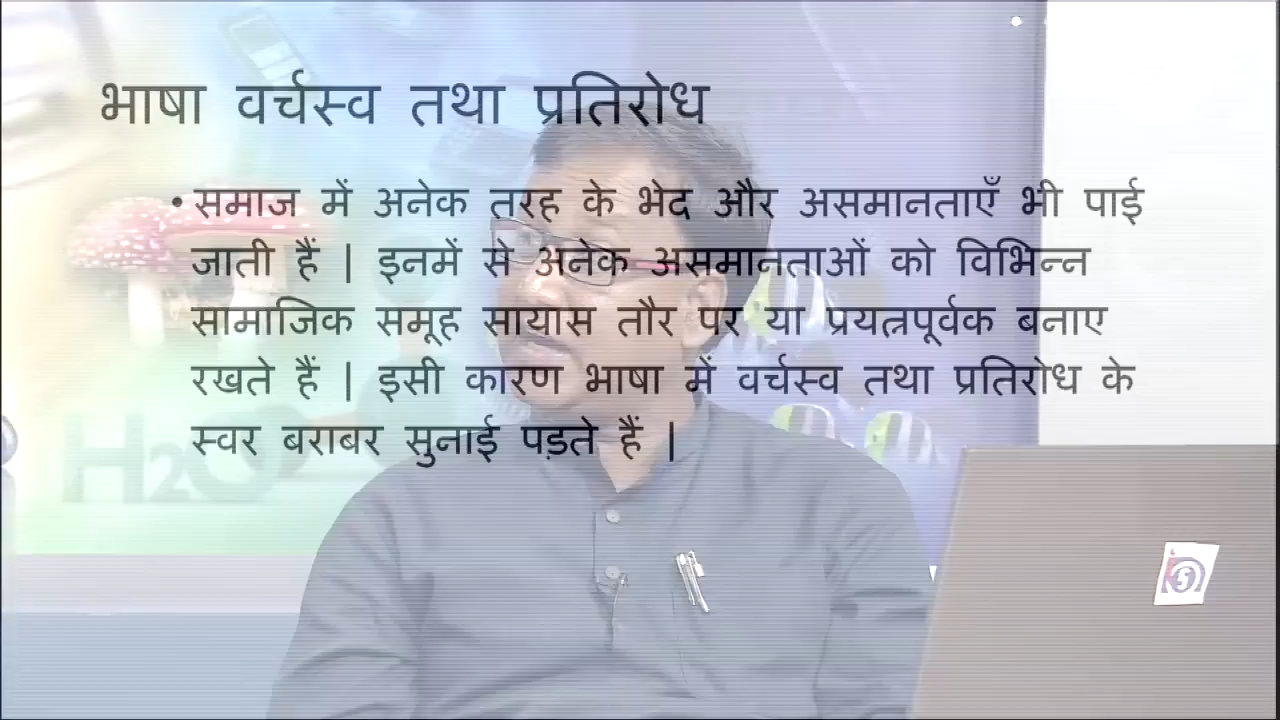 भाषा वर्चस्व तथा प्रतिरोध
• समाज में अनेक तरह के भेद और असमानताएँ भी पाई
जाती हैं | इनमें से अनेक असमानताओं को विभिन्न
सामाजिक समूह सायास तौर पर या प्रयत्नपूर्वक बनाए
रखते हैं | इसी कारण भाषा में वर्चस्व तथा प्रतिरोध के
स्वर बराबर सुनाई पड़ते हैं |
H2O